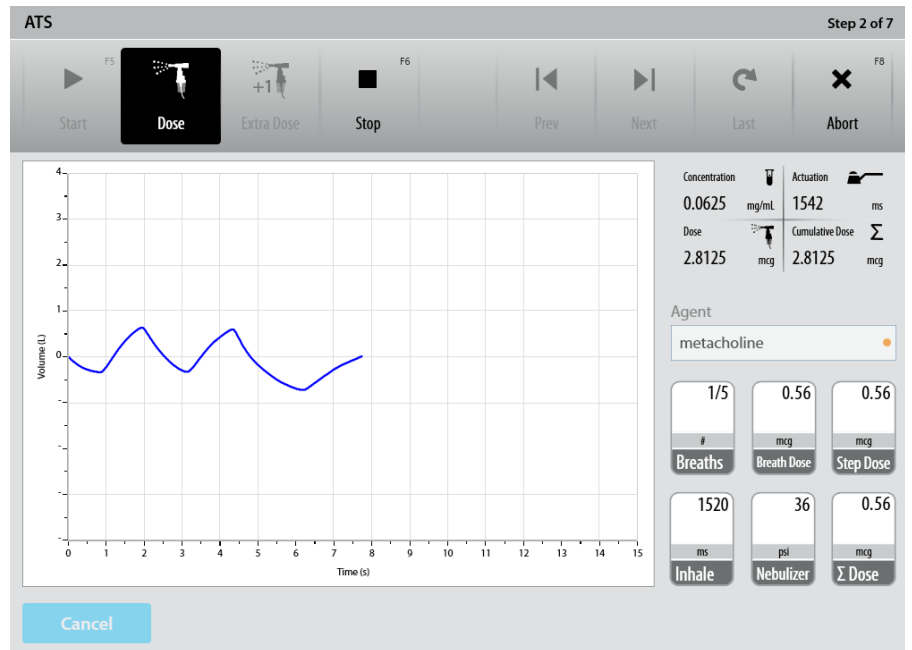 ATS Step 2 of 7
F5 F6 F8
+1
Start Dose Extra Dose Stop Prev Next Last Abort
4
3
2
1
0
-
-
-
-
Volume (L)
0 1 2 3 4 5 6 7 8 9 10 11 12 13 14 15
Time (s)
Concentration Actuation
0.0625 mg/mL 1542 ms
Dose Cumulative Dose Σ
2.8125 mcg 2.8125 mcg
Agent
metacholine
1/5 0.56 0.56
# mcg mcg
Breaths Breath Dose Step Dose
1520 36 0.56
ms psi mcg
Inhale Nebulizer Σ Dose
Cancel